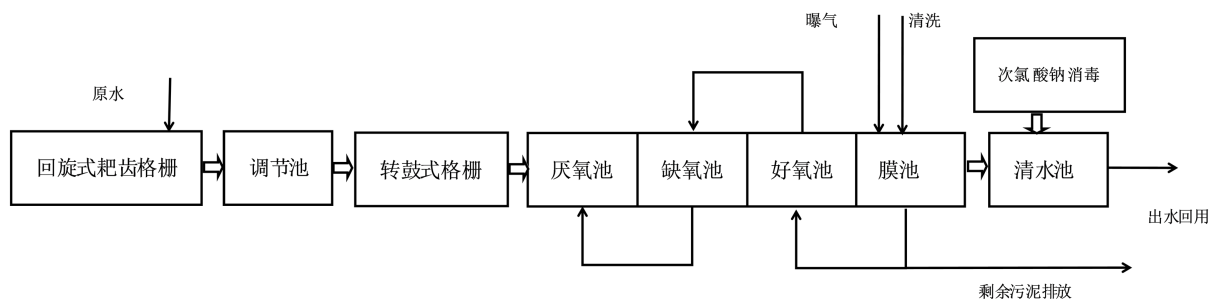 曝气
清洗
原水
次氯酸钠消毒
回旋式耙齿格栅
调节池
转鼓式格栅
厌氧池
缺氧池
好氧池
膜池
清水池
出水回用
剩余污泥排放